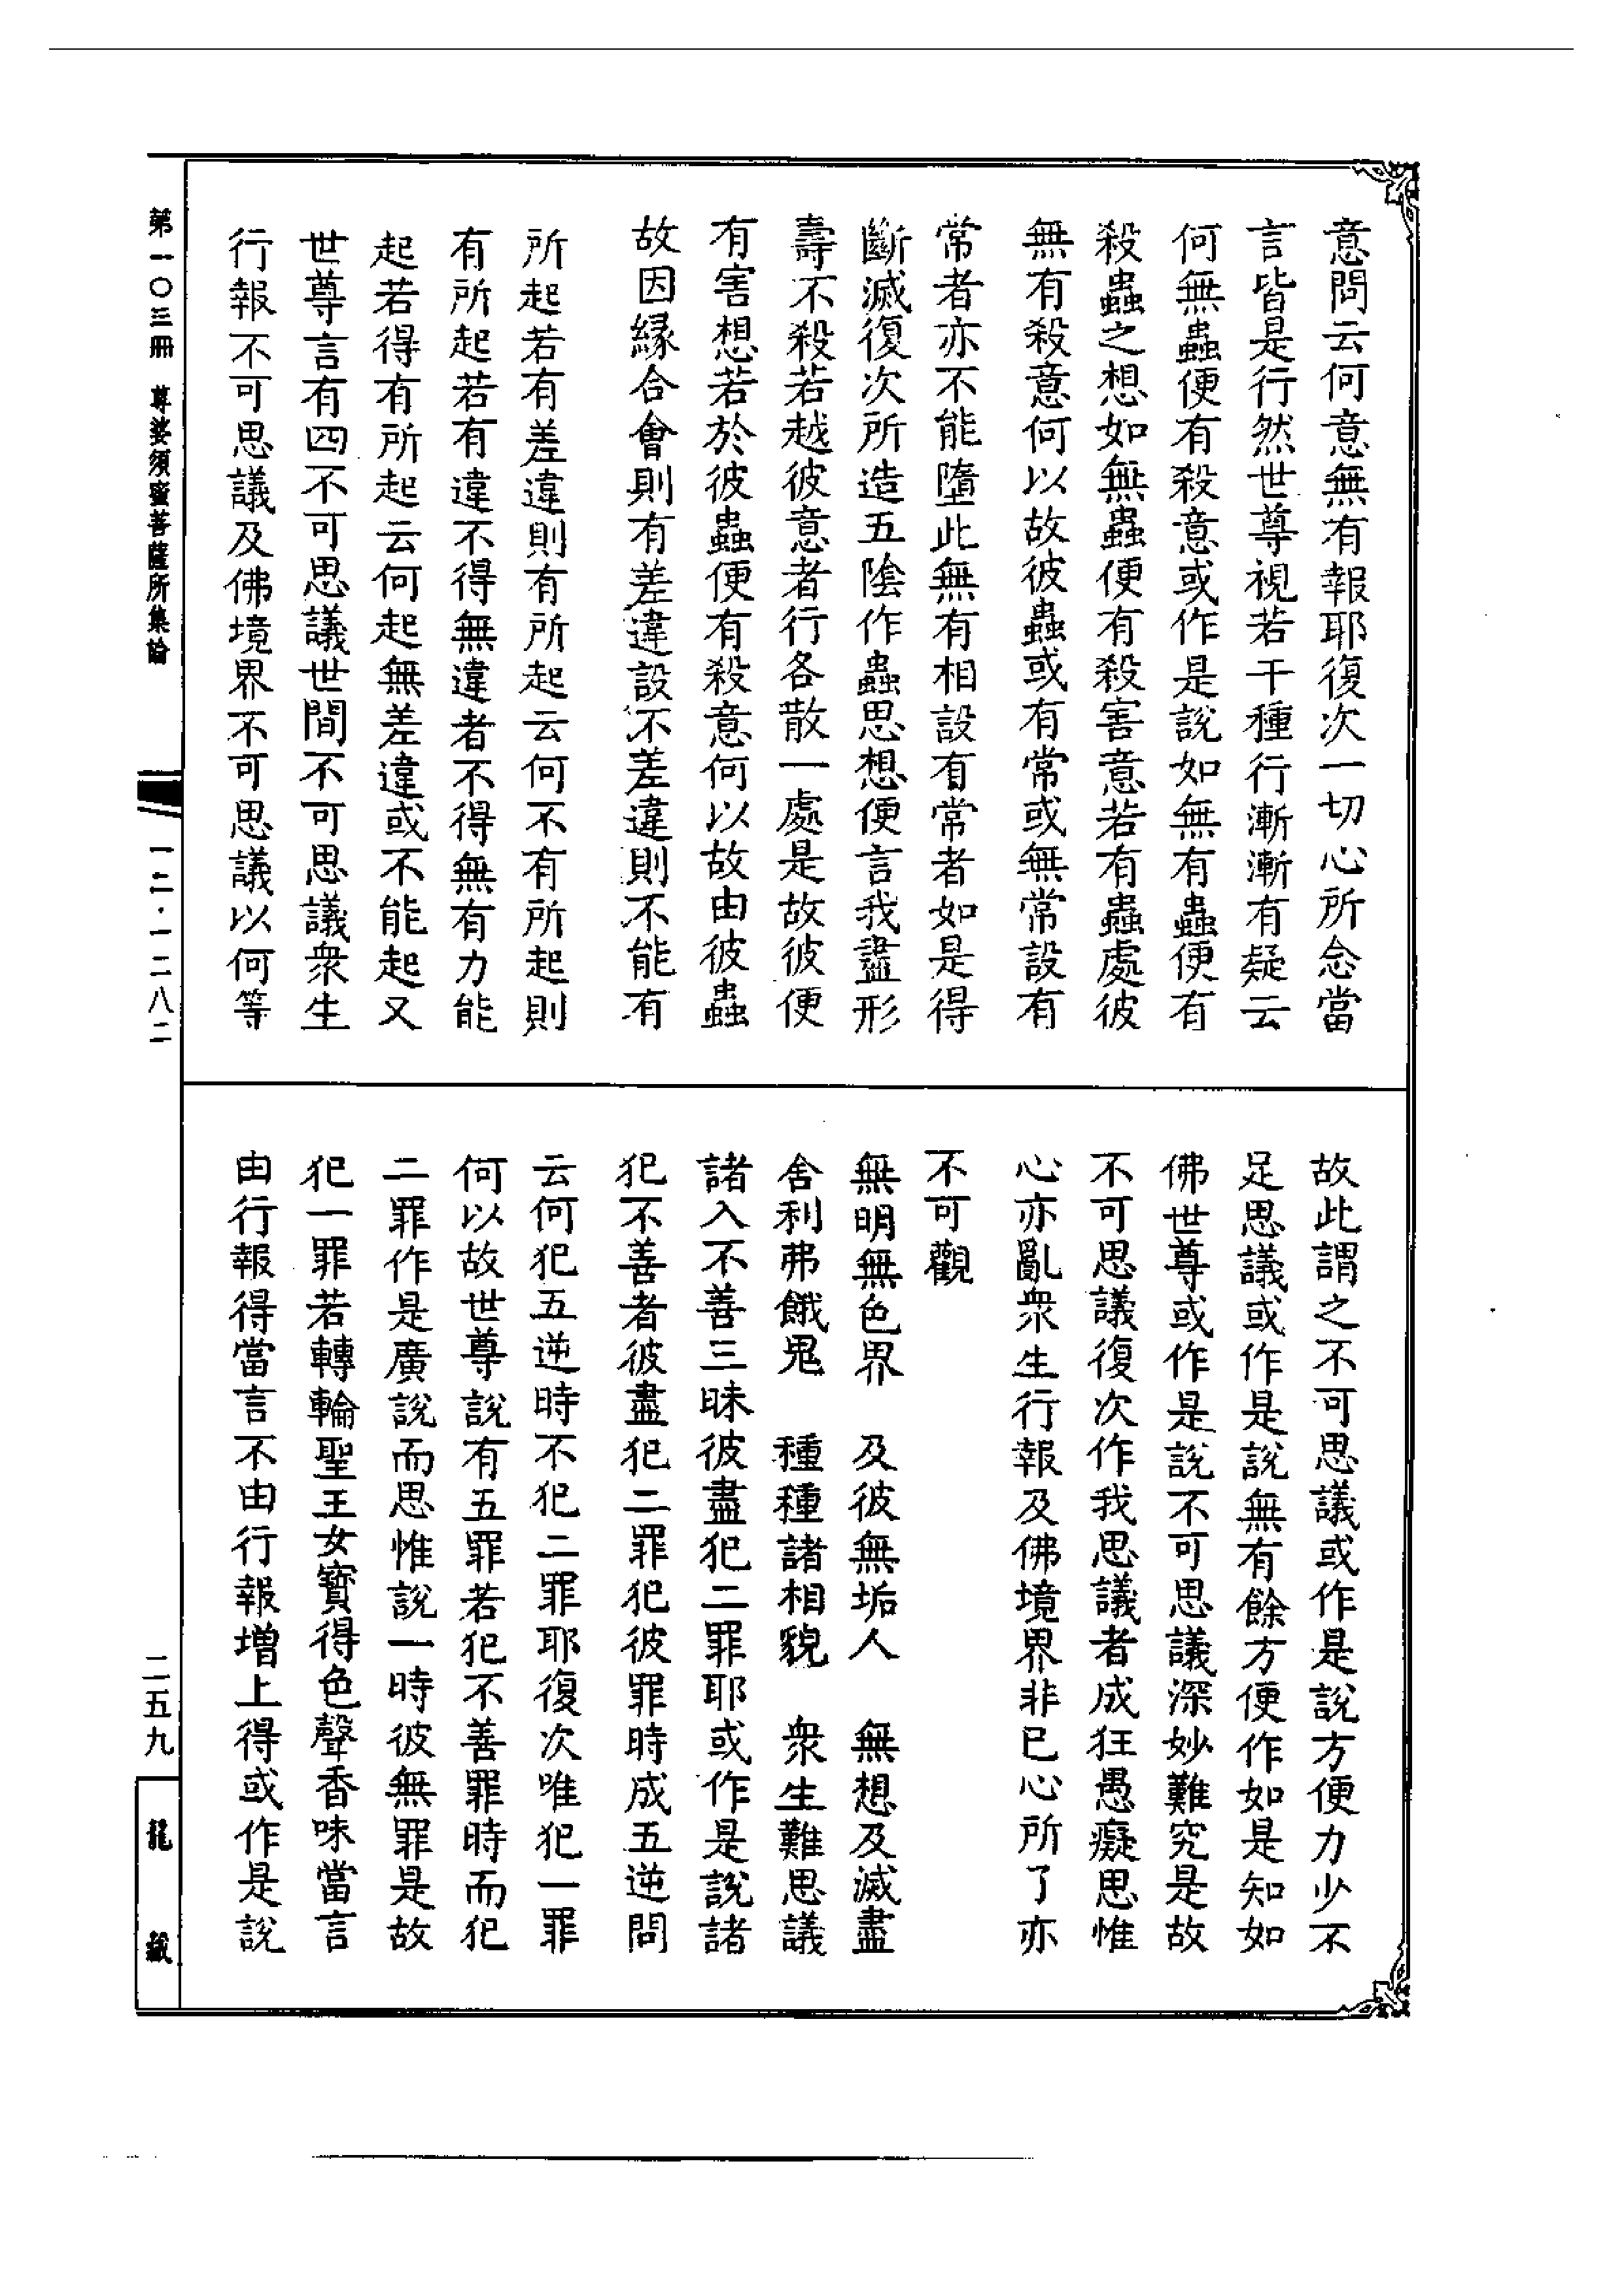 意問云何意無有報耶復次一切心所念當
言皆是行然世尊視若干種行漸漸有疑云
何無蟲便有殺意或作是說如無有蟲便有
殺蟲之想如無蟲便有殺害意若有蟲處彼
無有殺意何以故彼蟲或有常或無常設有
常者亦不能墮此無有相設有常者如是得
斷滅復次所造五陰作蟲思想便言我盡形
壽不殺若越彼意者行各散一處是故彼便
有害想若於彼蟲便有殺意何以故由彼蟲
故因緣合會則有差違設不差違則不能有
所起若有差違則有所起云何不有所起則
有所起若有違不得無違者不得無有力能
起若得有所起云何起無差違或不能起又
世尊言有四不可思議世間不可思議衆生
行報不可思議及佛境界不可思議以何等
故此謂之不可思議或作是說方便力少不
足思議或作是說無有餘方便作如是知如
佛世尊或作是說不可思議深妙難究是故
不可思議復次作我思議者成狂愚癡思惟
心亦亂衆生行報及佛境界非已心所了亦
不可觀
無明無色界　及彼無垢人　無想及滅盡
舍利弗餓鬼　種種諸相貌　衆生難思議
諸入不善三昧彼盡犯二罪耶或作是說諸
犯不善者彼盡犯二罪犯彼罪時成五逆問
云何犯五逆時不犯二罪耶復次唯犯一罪
何以故世尊說有五罪若犯不善罪時而犯
二罪作是廣說而思惟說一時彼無罪是故
犯一罪若轉輪聖王女寶得色聲香味當言
由行報得當言不由行報增上得或作是說
第一〇三冊　尊婆須蜜菩薩所集論
一二·一二八二
二五九
龍藏